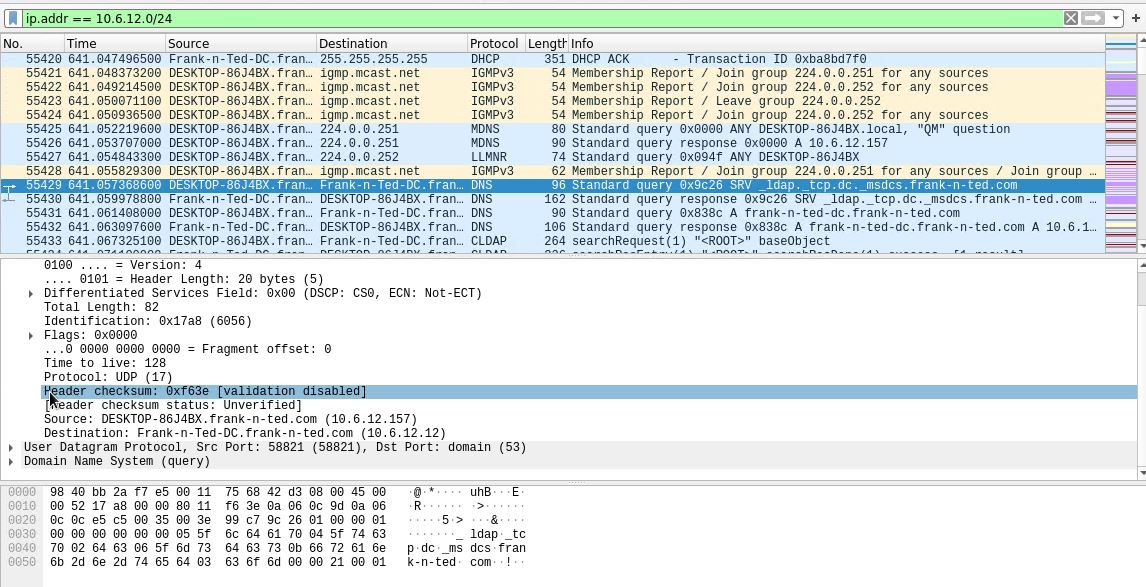 ip.addr == 10.6.12.0/24
No. Time Source Destination Protocol Length Info
55420 641.047496500 Frank-n-Ted-DC.fran… 255.255.255.255 DHCP 351 DHCP ACK - Transaction ID 0xba8bd7f0
55421 641.048373200 DESKTOP-86J4BX.fran… igmp.mcast.net IGMPv3 54 Membership Report / Join group 224.0.0.251 for any sources
55422 641.049214500 DESKTOP-86J4BX.fran… igmp.mcast.net IGMPv3 54 Membership Report / Join group 224.0.0.252 for any sources
55423 641.050071100 DESKTOP-86J4BX.fran… igmp.mcast.net IGMPv3 54 Membership Report / Leave group 224.0.0.252
55424 641.050936500 DESKTOP-86J4BX.fran… igmp.mcast.net IGMPv3 54 Membership Report / Join group 224.0.0.252 for any sources
55425 641.052219600 DESKTOP-86J4BX.fran… 224.0.0.251 MDNS 80 Standard query 0x0000 ANY DESKTOP-86J4BX.local, "QM" question
55426 641.053707000 DESKTOP-86J4BX.fran… 224.0.0.251 MDNS 90 Standard query response 0x0000 A 10.6.12.157
55427 641.054843300 DESKTOP-86J4BX.fran… 224.0.0.252 LLMNR 74 Standard query 0x094f ANY DESKTOP-86J4BX
55428 641.055829300 DESKTOP-86J4BX.fran… igmp.mcast.net IGMPv3 62 Membership Report / Join group 224.0.0.251 for any sources / Join group …
55429 641.057368600 DESKTOP-86J4BX.fran… Frank-n-Ted-DC.fran… DNS 96 Standard query 0x9c26 SRV _ldap._tcp.dc._msdcs.frank-n-ted.com
55430 641.059978800 Frank-n-Ted-DC.fran… DESKTOP-86J4BX.fran… DNS 162 Standard query response 0x9c26 SRV _ldap._tcp.dc._msdcs.frank-n-ted.com …
55431 641.061408000 DESKTOP-86J4BX.fran… Frank-n-Ted-DC.fran… DNS 90 Standard query 0x838c A frank-n-ted-dc.frank-n-ted.com
55432 641.063097600 Frank-n-Ted-DC.fran… DESKTOP-86J4BX.fran… DNS 106 Standard query response 0x838c A frank-n-ted-dc.frank-n-ted.com A 10.6.1…
55433 641.067325100 DESKTOP-86J4BX.fran… Frank-n-Ted-DC.fran… CLDAP 264 searchRequest(1) "<ROOT>" baseObject
0100 .... = Version: 4
.... 0101 = Header Length: 20 bytes (5)
Differentiated Services Field: 0x00 (DSCP: CS0, ECN: Not-ECT)
Total Length: 82
Identification: 0x17a8 (6056)
Flags: 0x0000
...0 0000 0000 0000 = Fragment offset: 0
Time to live: 128
Protocol: UDP (17)
Header checksum: 0xf63e [validation disabled]
[Header checksum status: Unverified]
Source: DESKTOP-86J4BX.frank-n-ted.com (10.6.12.157)
Destination: Frank-n-Ted-DC.frank-n-ted.com (10.6.12.12)
User Datagram Protocol, Src Port: 58821 (58821), Dst Port: domain (53)
Domain Name System (query)
0000 98 40 bb 2a f7 e5 00 11 75 68 42 d3 08 00 45 00 ·@·*···· uhB···E·
0010 00 52 17 a8 00 00 80 11 f6 3e 0a 06 0c 9d 0a 06 ·R······ ·>······
0020 0c 0c e5 c5 00 35 00 3e 99 c7 9c 26 01 00 00 01 ·····5·> ···&····
0030 00 00 00 00 00 00 05 5f 6c 64 61 70 04 5f 74 63 ·······_ ldap·_tc
0040 70 02 64 63 06 5f 6d 73 64 63 73 0b 66 72 61 6e p·dc·_ms dcs·fran
0050 6b 2d 6e 2d 74 65 64 03 63 6f 6d 00 00 21 00 01 k-n-ted· com··!··